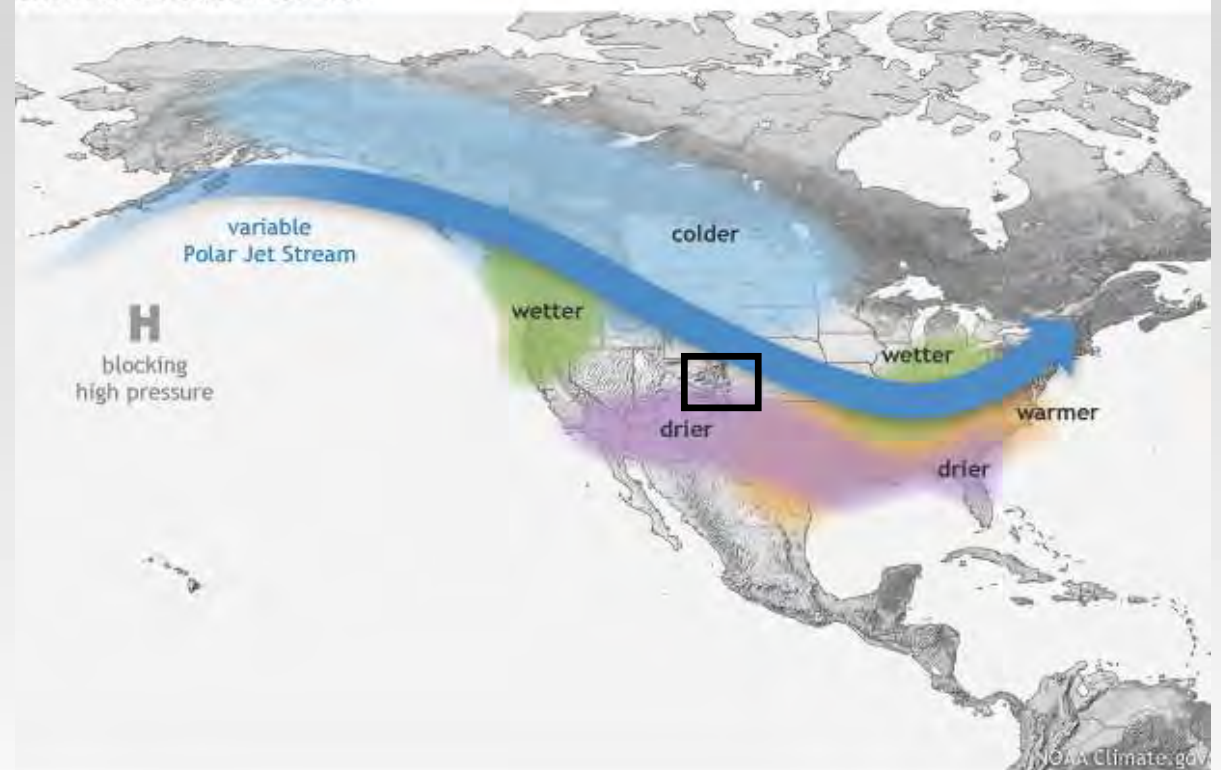 variable
Polar Jet Stream
colder
H
blocking
high pressure
wetter
wetter
drier
warmer
drier
NOAA Climate.gov